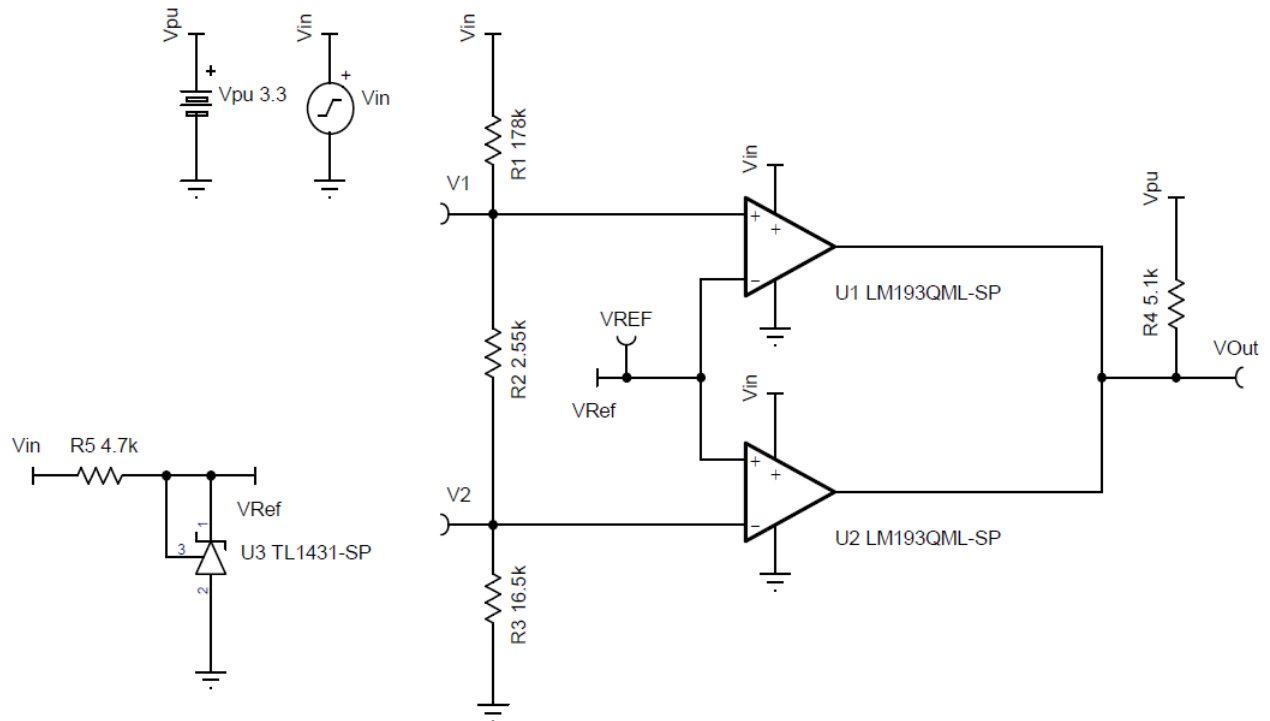 Vpu
Vpu 3.3
+
Vin
Vin
+
Vin
R1 178k
V1
Vin
+
+
−
U1 LM193QML-SP
R2 2.55k
VREF
VRef
Vpu
R4 5.1k
VOut
Vin
+
+
−
U2 LM193QML-SP
V2
R3 16.5k
Vin
R5 4.7k
VRef
1
3
2
U3 TL1431-SP